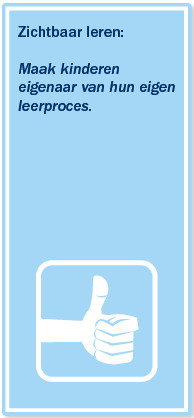 Zichtbaar leren:
Maak kinderen
eigenaar van hun eigen
leerproces.